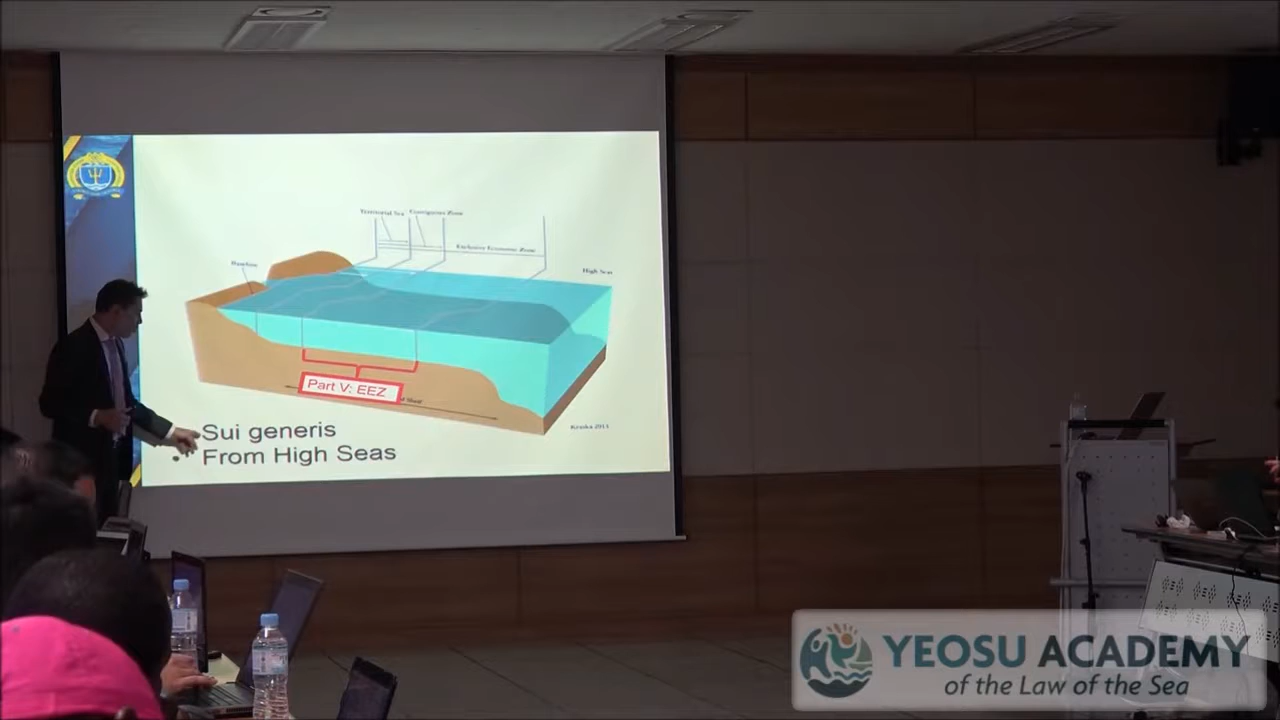 Territorial Sea Contiguous Zone
Exclusive Economic Zone
Baseline
High Seas
Part V: EEZ
Sui generis
From High Seas
YEOSU ACADEMY
of the Law of the Sea